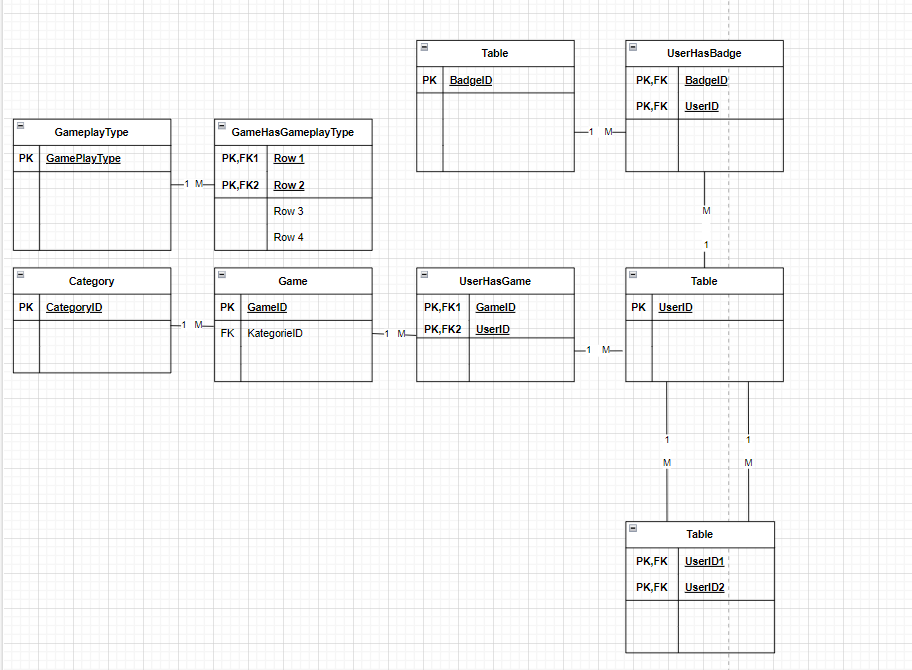 Table
PK BadgeID
UserHasBadge
PK,FK BadgeID
PK,FK UserID
1 M
GameplayType
PK GamePlayType
1 M
GameHasGameplayType
PK,FK1 Row 1
PK,FK2 Row 2
Row 3
Row 4
M
1
Category
PK CategoryID
1 M
Game
PK GameID
FK KategorieID
1 M
UserHasGame
PK,FK1 GameID
PK,FK2 UserID
1 M
Table
PK UserID
1 1
M M
Table
PK,FK UserID1
PK,FK UserID2